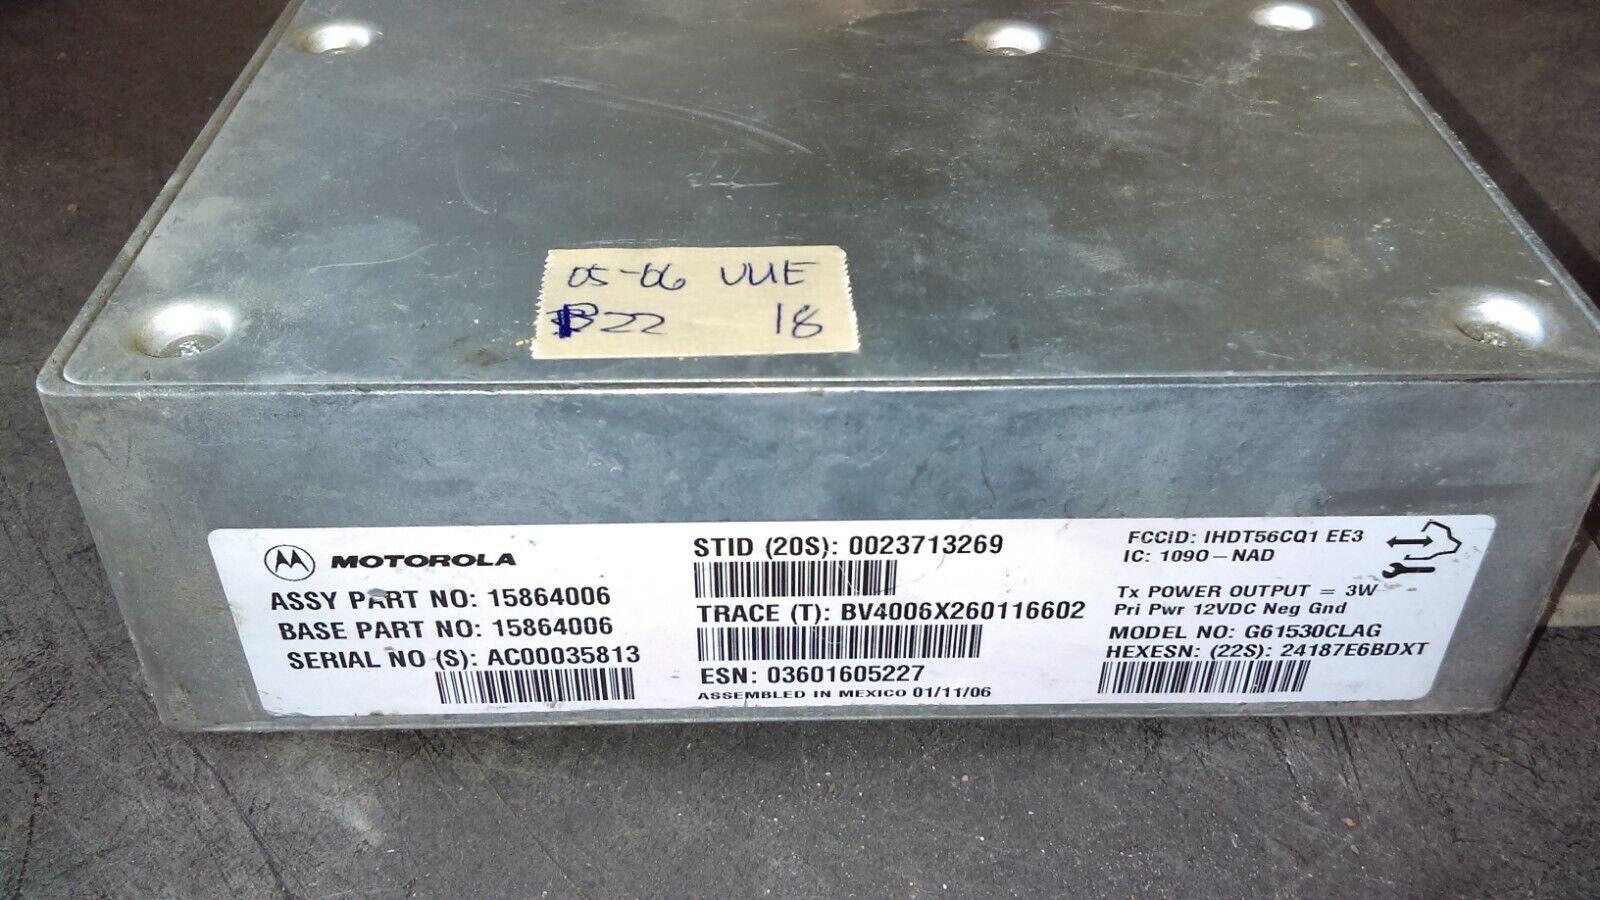 05-06 VUE
B22 18
MOTOROLA
ASSY PART NO: 15864006
BASE PART NO: 15864006
SERIAL NO (S): AC00035813
STID (20S): 0023713269
TRACE (T): BV4006X260116602
ESN: 03601605227
ASSEMBLED IN MEXICO 01/11/06
FCCID: IHDT56CQ1 EE3
IC: 1090-NAD
Tx POWER OUTPUT = 3W
Pri Pwr 12VDC Neg Gnd
MODEL NO: G61530CLAG
HEXESN: (22S): 24187E6BDXT